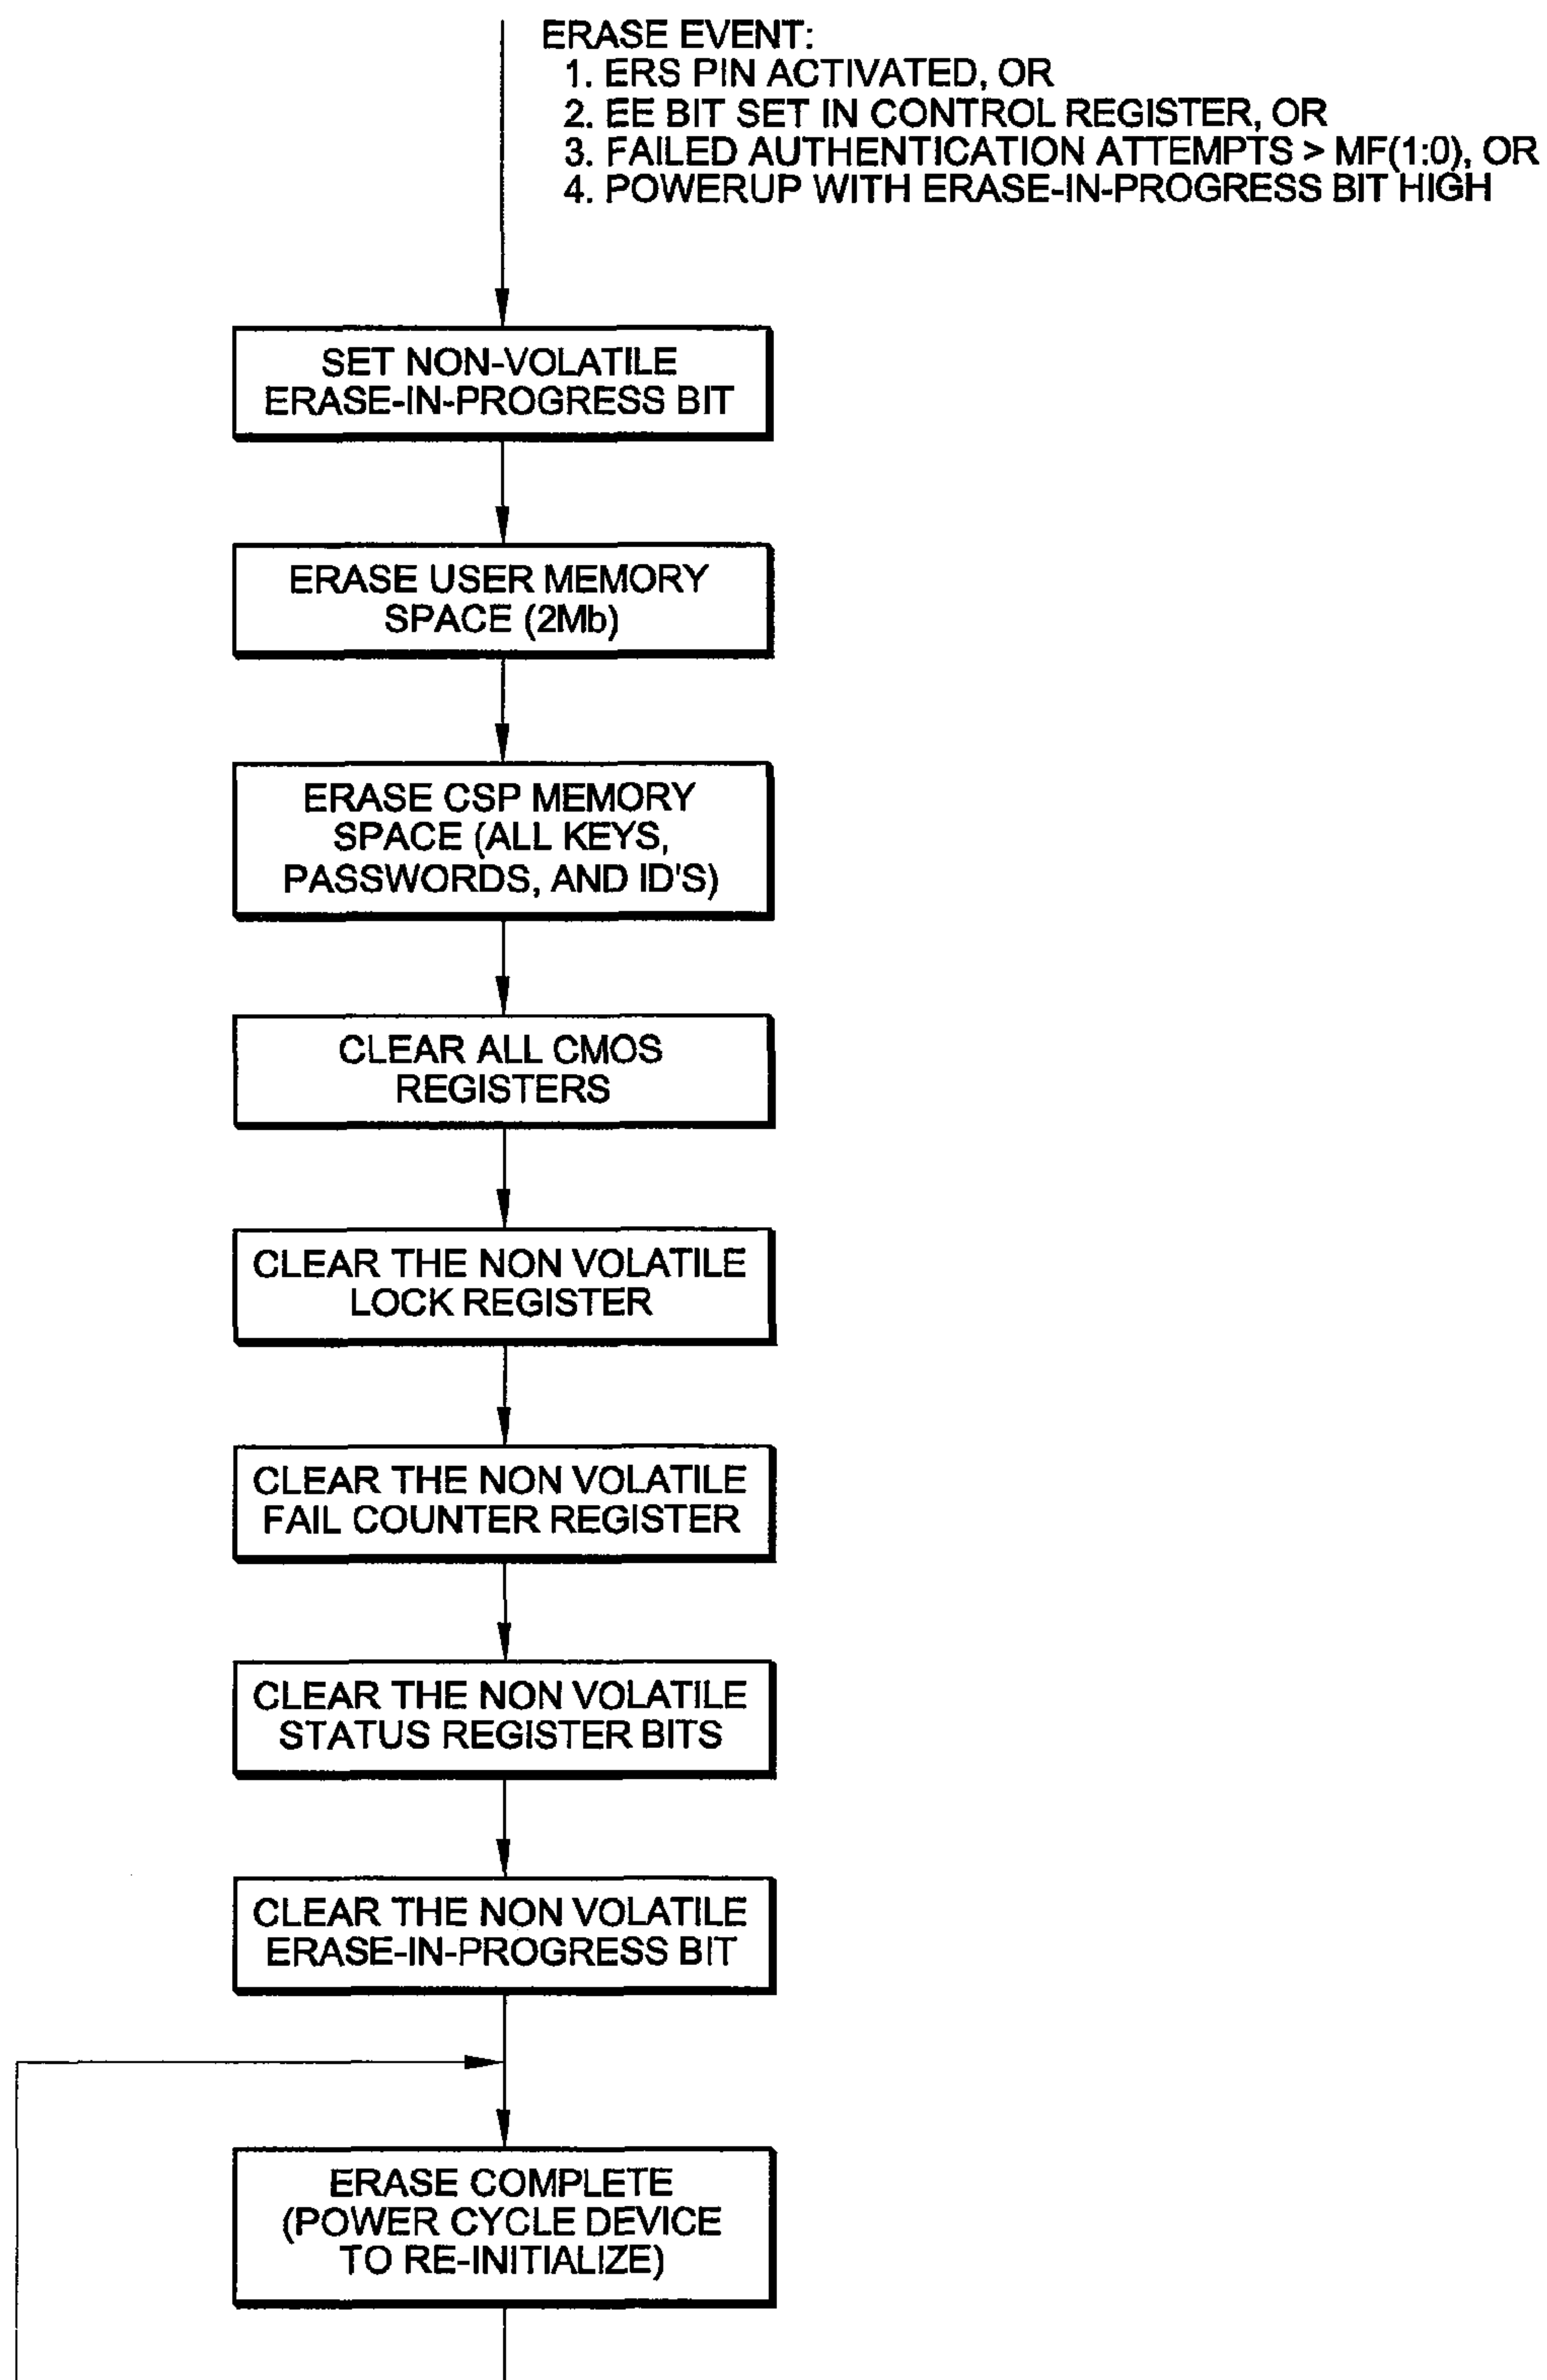 ERASE EVENT:
1. ERS PIN ACTIVATED, OR
2. EE BIT SET IN CONTROL REGISTER, OR
3. FAILED AUTHENTICATION ATTEMPTS > MF(1:0), OR
4. POWERUP WITH ERASE-IN-PROGRESS BIT HIGH
SET NON-VOLATILE
ERASE-IN-PROGRESS BIT
ERASE USER MEMORY
SPACE (2Mb)
ERASE CSP MEMORY
SPACE (ALL KEYS,
PASSWORDS, AND ID'S)
CLEAR ALL CMOS
REGISTERS
CLEAR THE NON VOLATILE
LOCK REGISTER
CLEAR THE NON VOLATILE
FAIL COUNTER REGISTER
CLEAR THE NON VOLATILE
STATUS REGISTER BITS
CLEAR THE NON VOLATILE
ERASE-IN-PROGRESS BIT
ERASE COMPLETE
(POWER CYCLE DEVICE
TO RE-INITIALIZE)